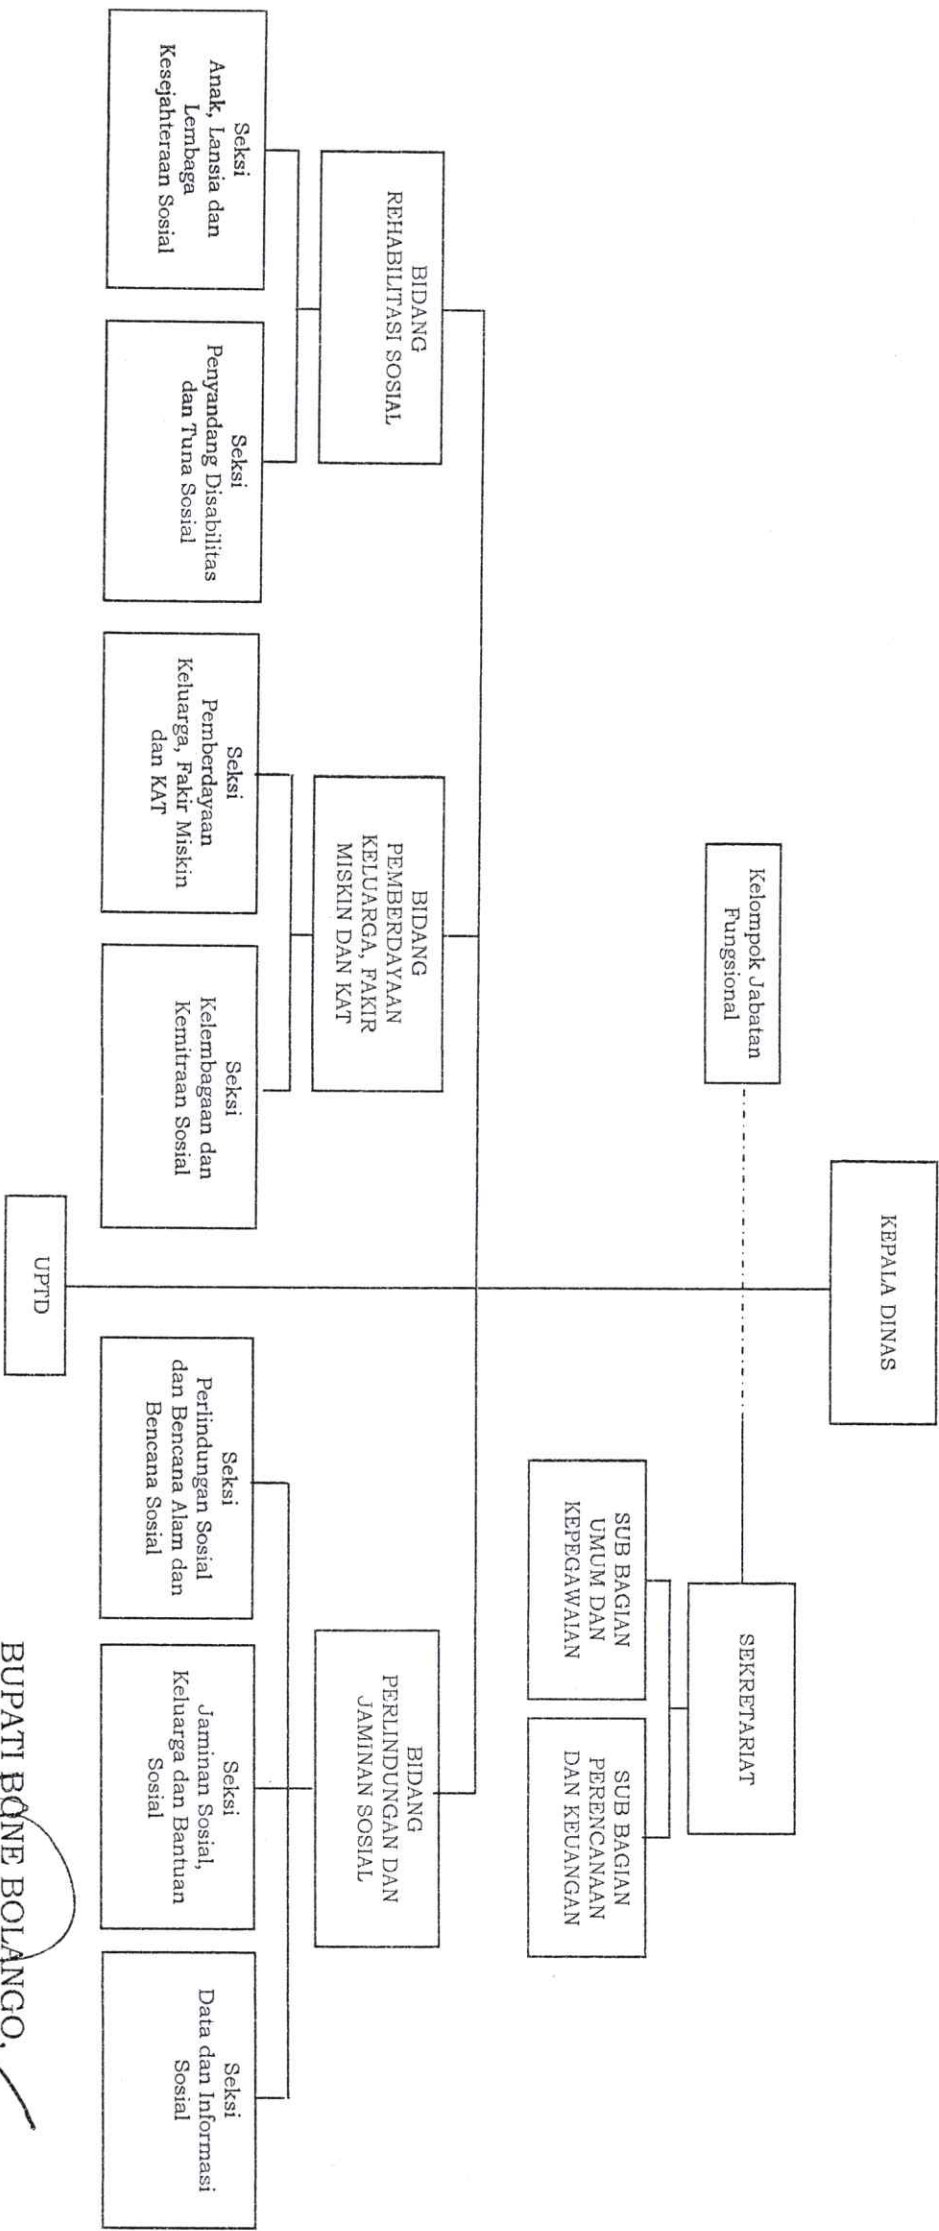 KEPALA DINAS
Kelompok Jabatan
Fungsional
SEKRETARIAT
SUB BAGIAN
UMUM DAN
KEPEGAWAIAN
SUB BAGIAN
PERENCANAAN
DAN KEUANGAN
BIDANG
REHABILITASI SOSIAL
BIDANG
PEMBERDAYAAN
KELUARGA, FAKIR
MISKIN DAN KAT
BIDANG
PERLINDUNGAN DAN
JAMINAN SOSIAL
Seksi
Anak, Lansia dan
Lembaga
Kesejahteraan Sosial
Seksi
Penyandang Disabilitas
dan Tuna Sosial
Seksi
Pemberdayaan
Keluarga, Fakir Miskin
dan KAT
Seksi
Kelembagaan dan
Kemitraan Sosial
Seksi
Perlindungan Sosial
dan Bencana Alam dan
Bencana Sosial
Seksi
Jaminan Sosial,
Keluarga dan Bantuan
Sosial
Seksi
Data dan Informasi
Sosial
UPTD
BUPATI BONE BOLANGO,